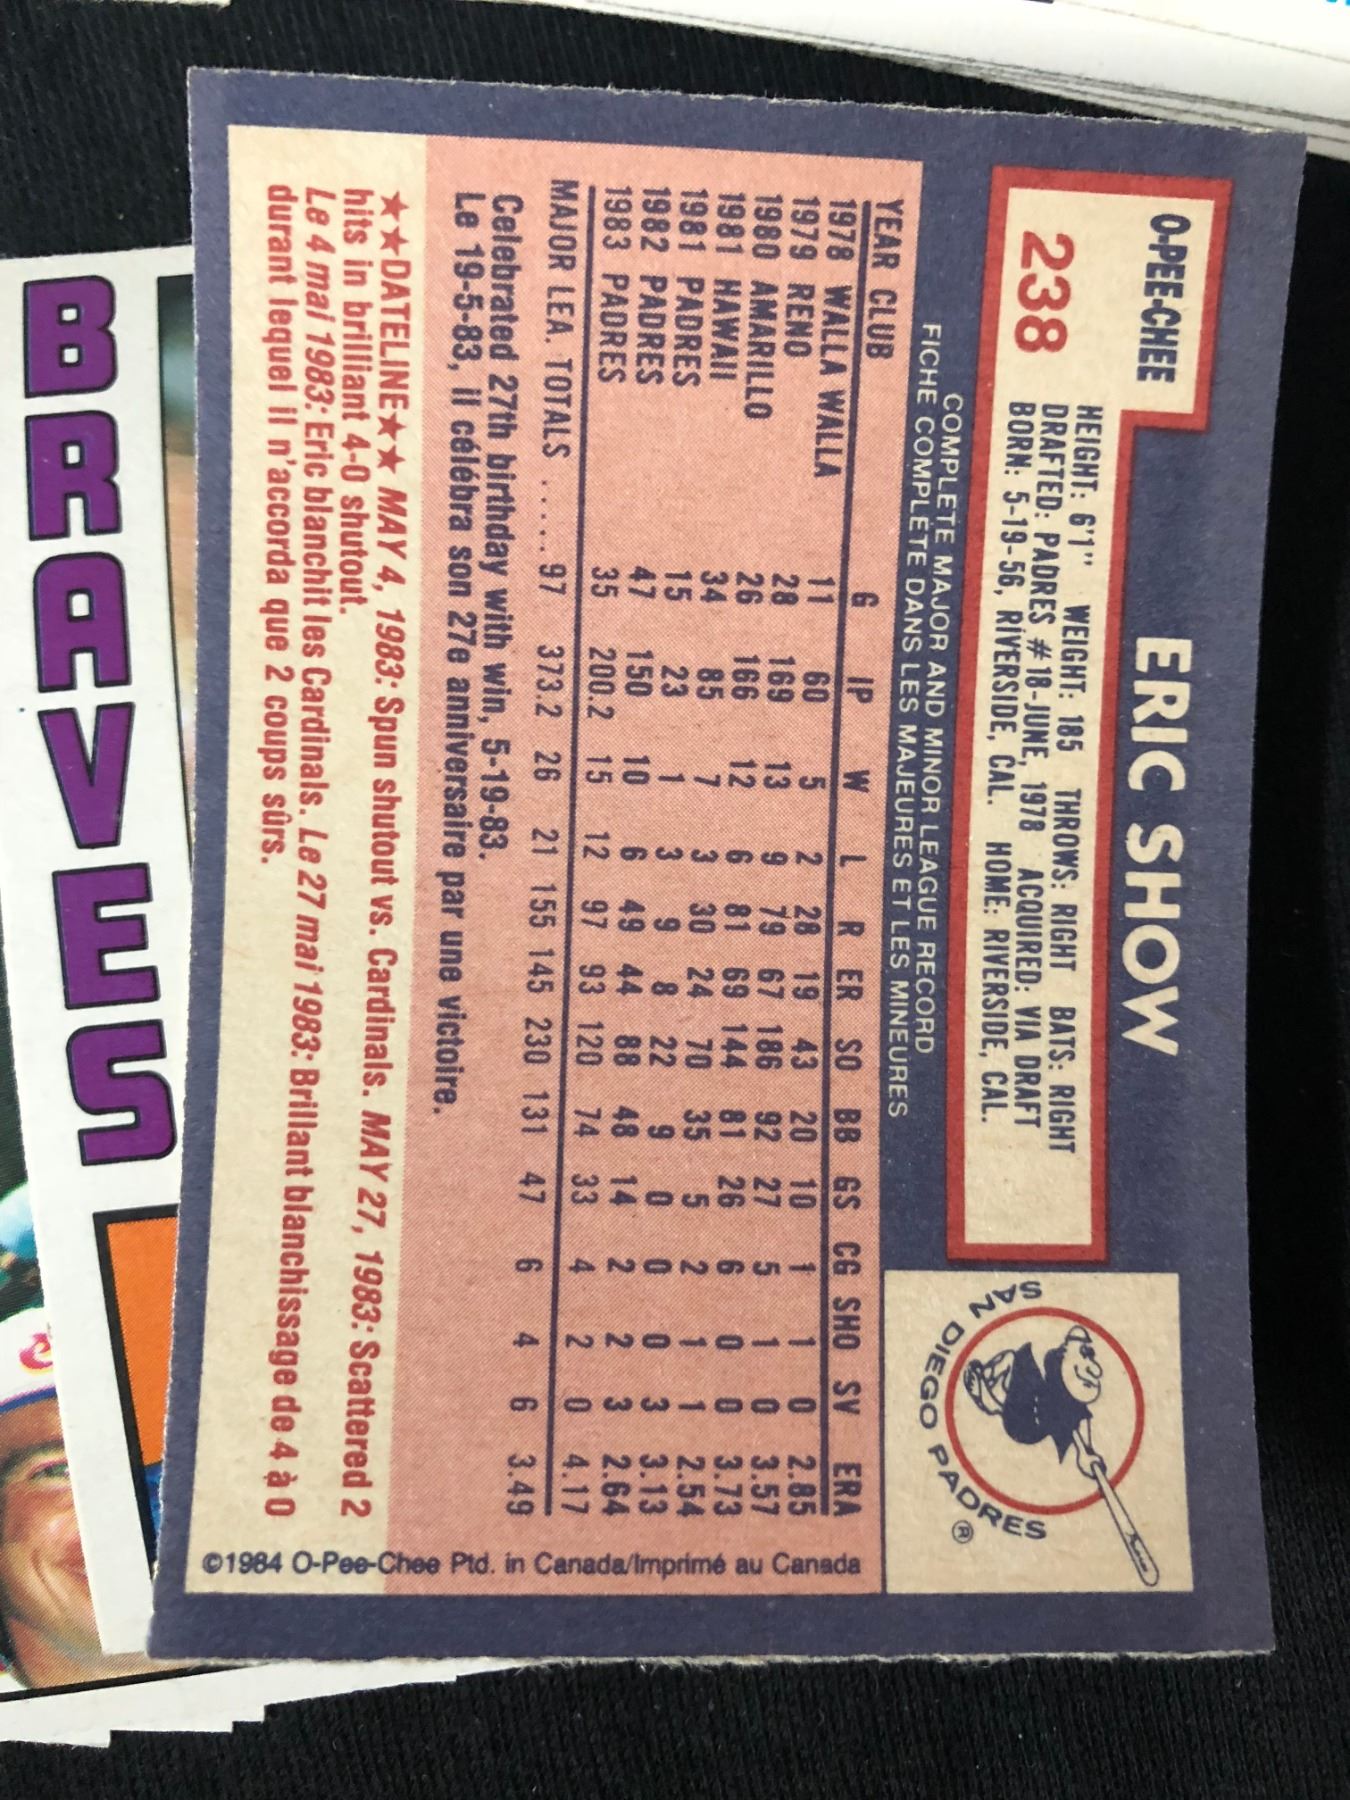 O-PEE-CHEE
ERIC SHOW
238
HEIGHT: 6'1" WEIGHT: 185 THROWS: RIGHT BATS: RIGHT
DRAFTED: PADRES #18-JUNE, 1978 ACQUIRED: VIA DRAFT
BORN: 5-19-56, RIVERSIDE, CAL. HOME: RIVERSIDE, CAL.
SAN DIEGO PADRES ®
COMPLETE MAJOR AND MINOR LEAGUE RECORD
FICHE COMPLÈTE DANS LES MAJEURES ET LES MINEURES
YEAR CLUB G IP W L R ER SO BB GS CG SHO SV ERA
1978 WALLA WALLA 11 60 5 2 28 19 43 20 10 1 1 0 2.85
1979 RENO 28 169 13 9 79 67 186 92 27 5 1 0 3.57
1980 AMARILLO 26 166 12 6 81 69 144 81 26 6 0 0 3.73
1981 HAWAII 34 85 7 3 30 24 70 35 5 2 1 1 2.54
1981 PADRES 15 23 1 3 9 8 22 9 0 0 0 3 3.13
1982 PADRES 47 150 10 6 49 44 88 48 14 2 2 3 2.64
1983 PADRES 35 200.2 15 12 97 93 120 74 33 4 2 0 4.17
MAJOR LEA. TOTALS ..... 97 373.2 26 21 155 145 230 131 47 6 4 6 3.49
Celebrated 27th birthday with win, 5-19-83.
Le 19-5-83, il célébra son 27e anniversaire par une victoire.
★★DATELINE★★ MAY 4, 1983: Spun shutout vs. Cardinals. MAY 27, 1983: Scattered 2
hits in brilliant 4-0 shutout.
Le 4 mai 1983: Eric blanchit les Cardinals. Le 27 mai 1983: Brillant blanchissage de 4 à 0
durant lequel il n'accorda que 2 coups sûrs.
©1984 O-Pee-Chee Ptd. in Canada/Imprimé au Canada
BRAVES